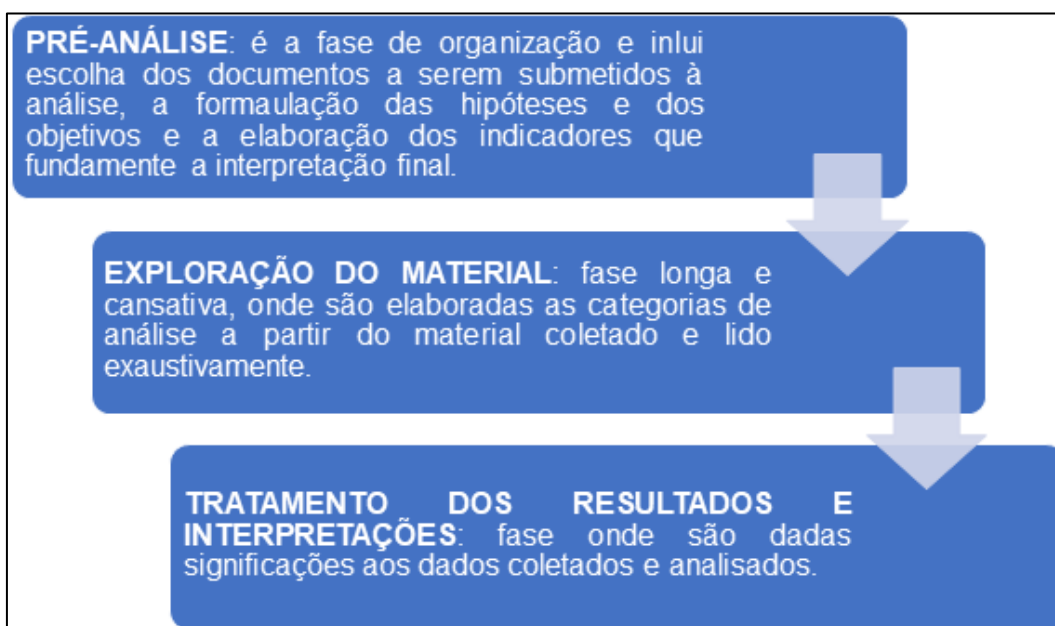 PRÉ-ANÁLISE: é a fase de organização e inlui
escolha dos documentos a serem submetidos à
análise, a formaulação das hipóteses e dos
objetivos e a elaboração dos indicadores que
fundamente a interpretação final.
EXPLORAÇÃO DO MATERIAL: fase longa e
cansativa, onde são elaboradas as categorias de
análise a partir do material coletado e lido
exaustivamente.
TRATAMENTO DOS RESULTADOS E
INTERPRETAÇÕES: fase onde são dadas
significações aos dados coletados e analisados.